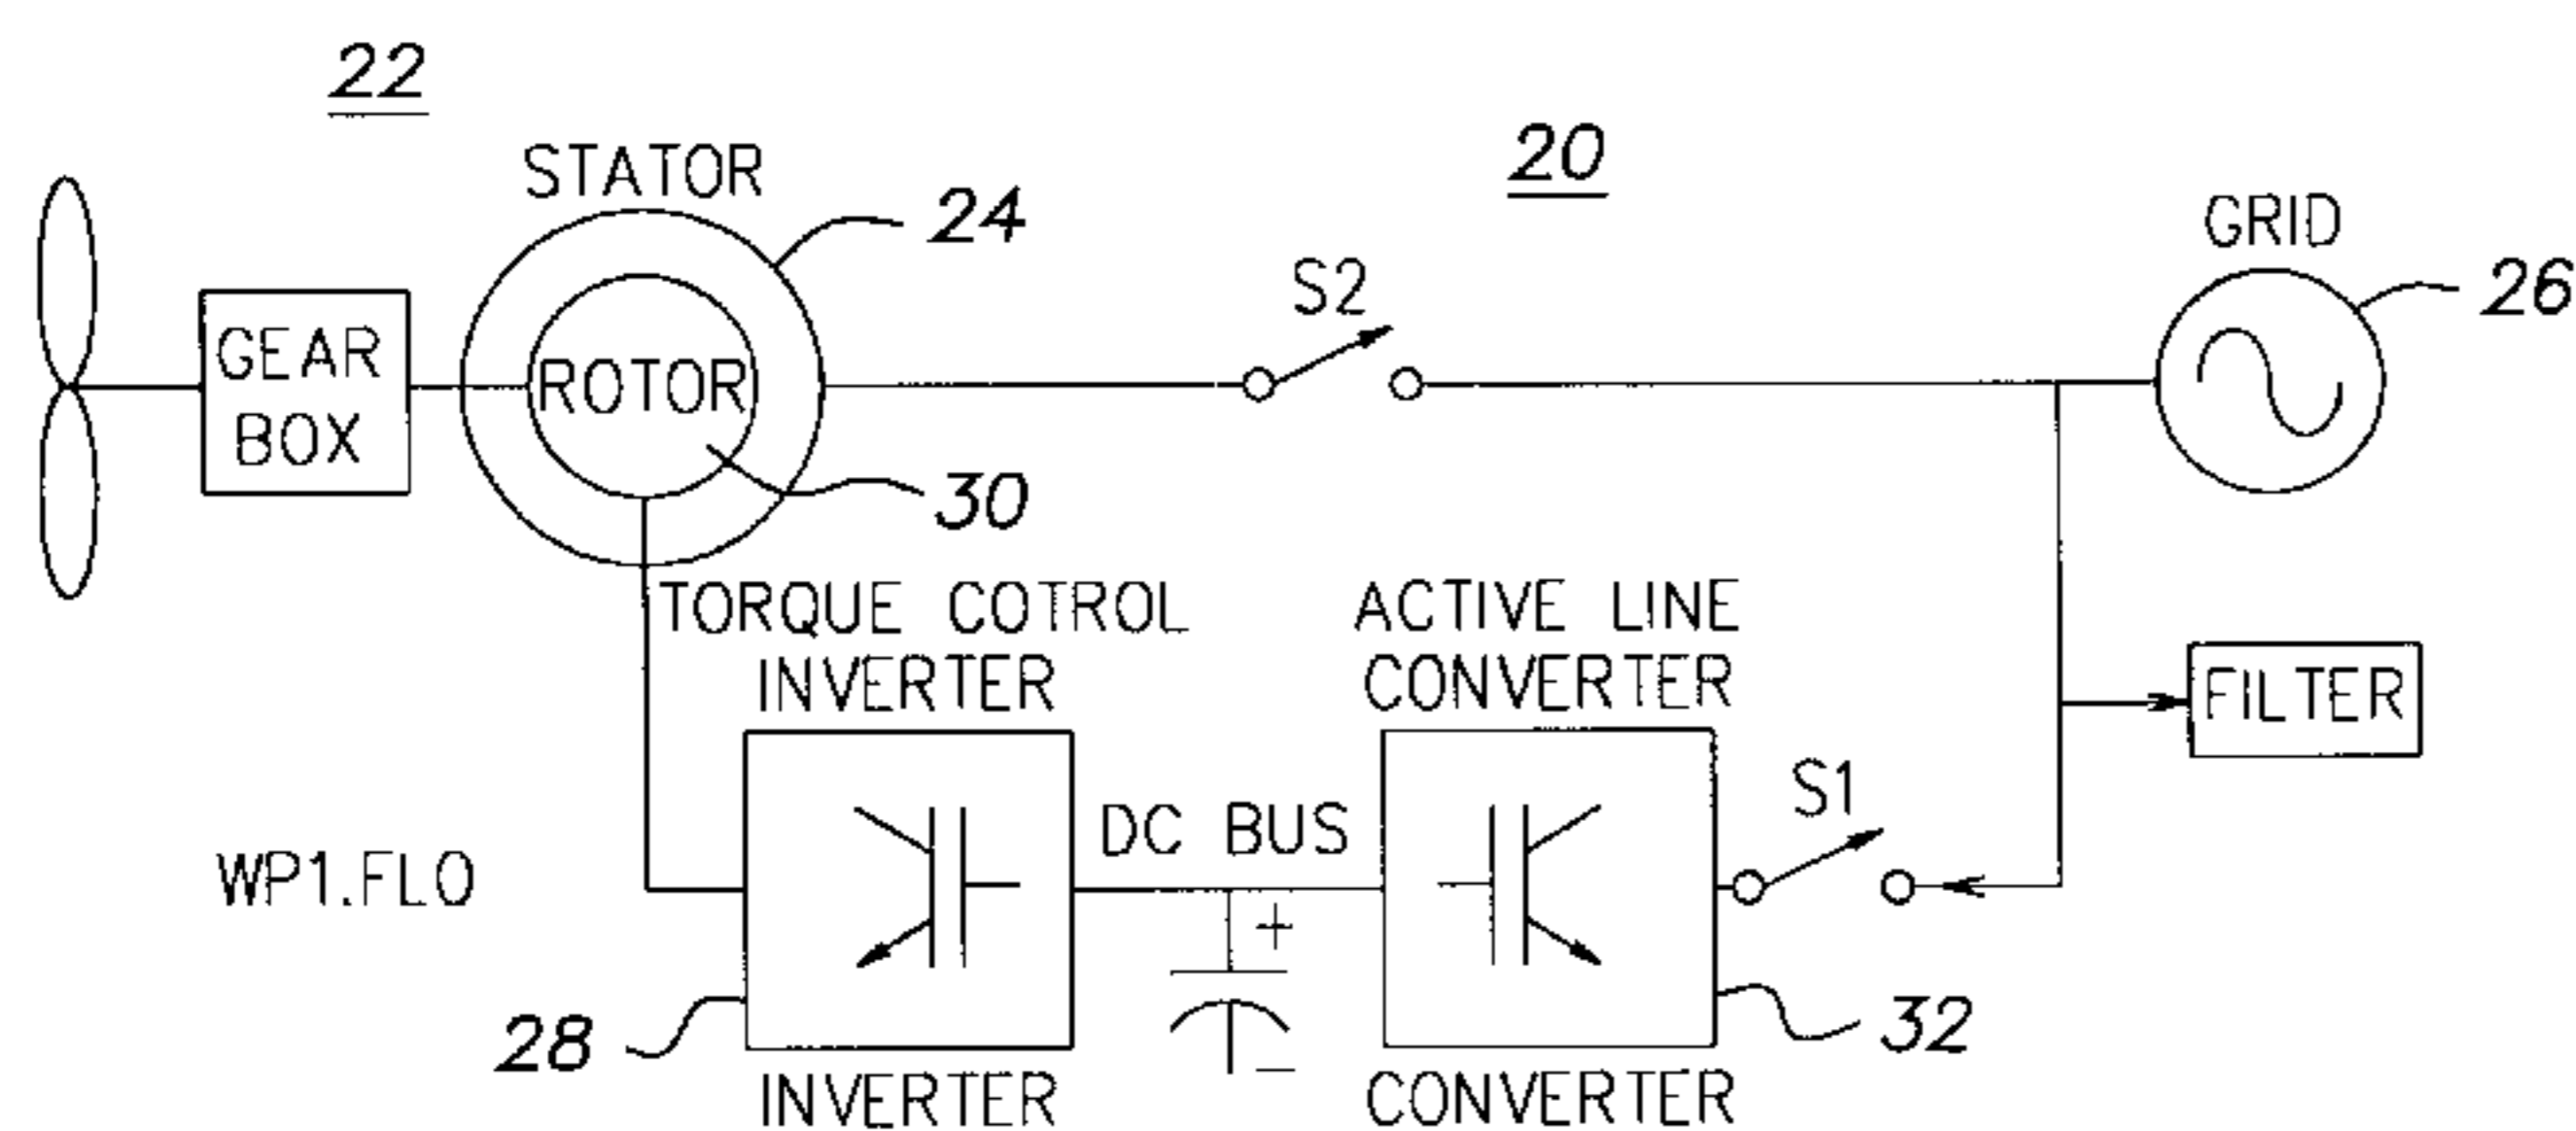 22
20
STATOR
24
GRID
26
S2
GEAR
BOX
ROTOR
30
TORQUE COTROL
INVERTER
ACTIVE LINE
CONVERTER
FILTER
S1
DC BUS
WP1.FLO
+
28
32
−
INVERTER
CONVERTER